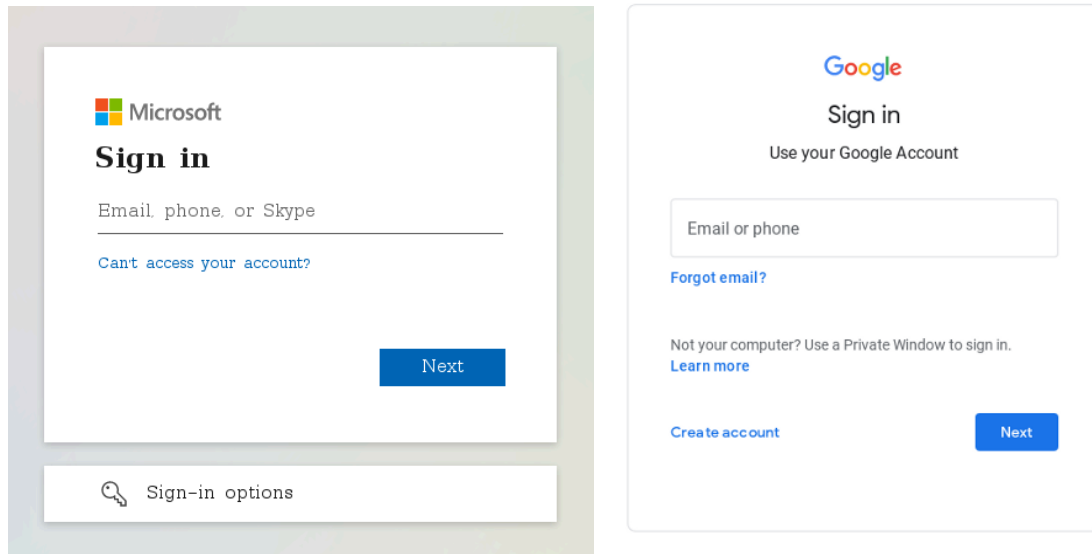 Microsoft
Sign in
Email, phone, or Skype
Can't access your account?
Next
Sign-in options
Google
Sign in
Use your Google Account
Email or phone
Forgot email?
Not your computer? Use a Private Window to sign in.
Learn more
Create account
Next